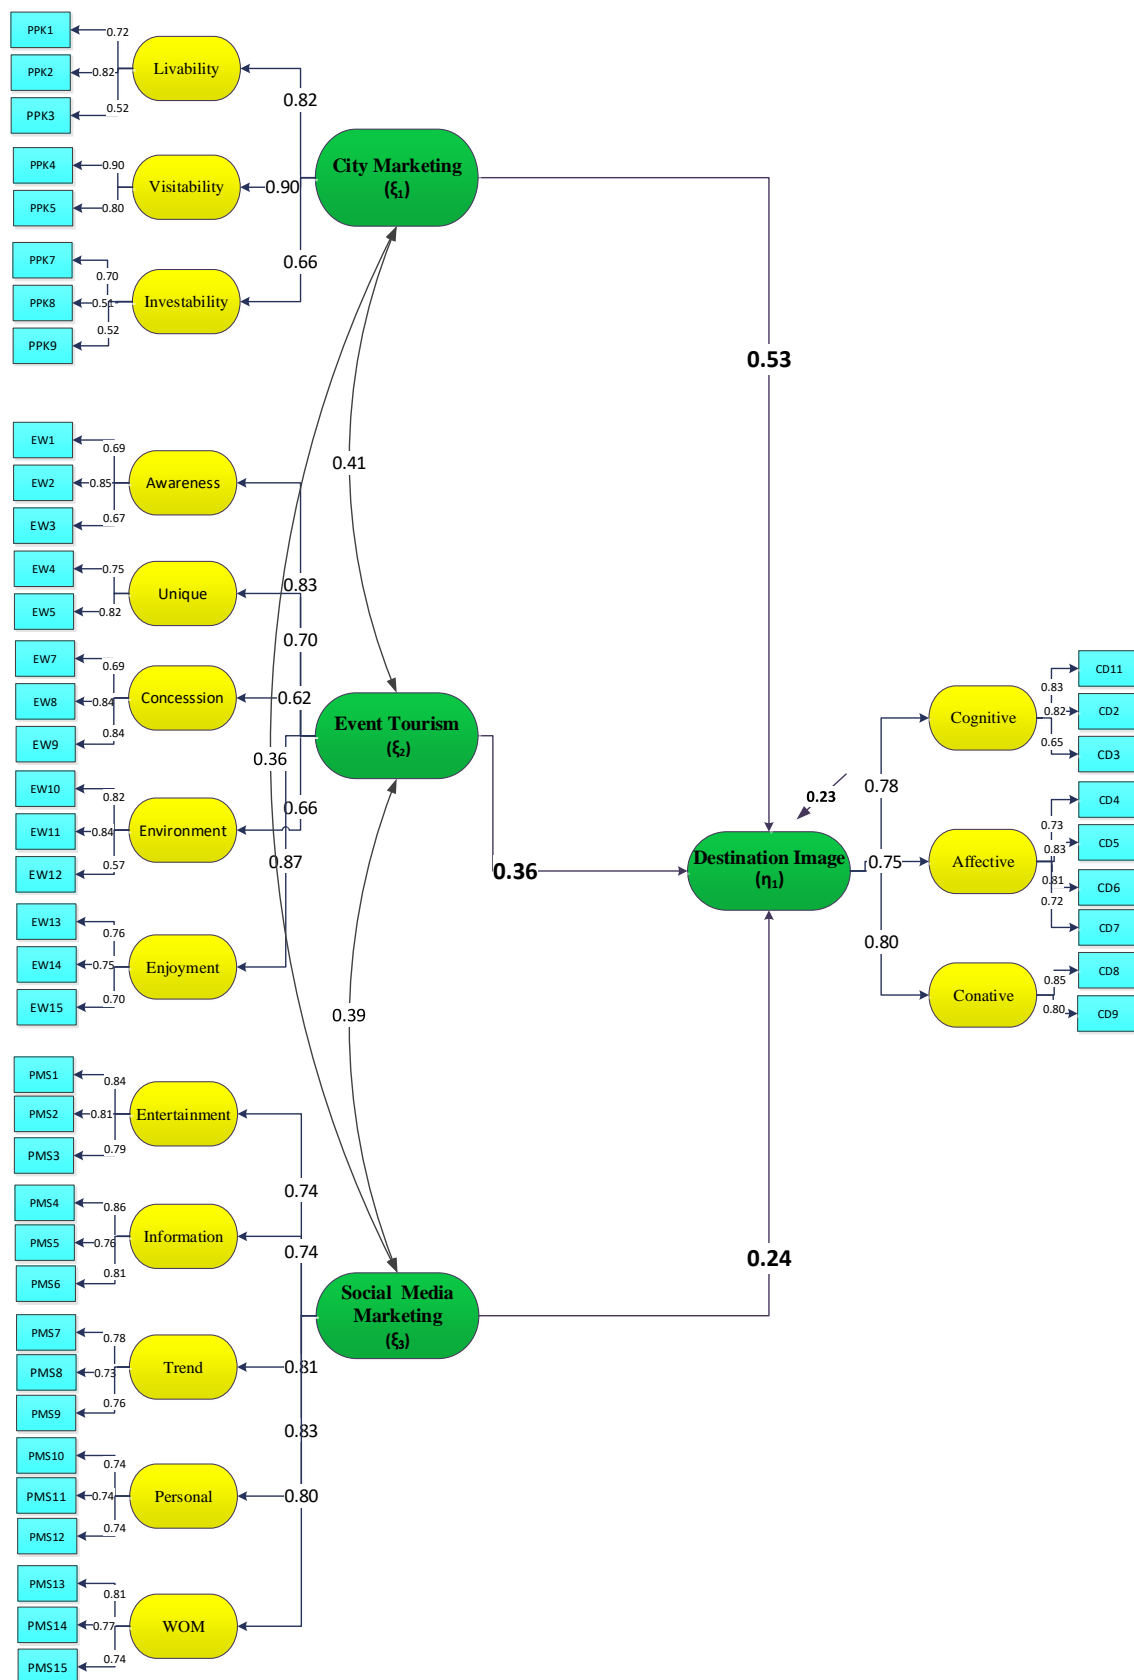 PPK1
0.72
Livability
PPK2
0.82
PPK3
0.52
0.82
City Marketing
(ξ₁)
PPK4
0.90
Visitability
0.90
PPK5
0.80
0.66
PPK7
0.70
PPK8
0.51
Investability
PPK9
0.52
0.53
0.41
EW1
0.69
EW2
0.85
Awareness
EW3
0.67
EW4
0.75
Unique
0.83
EW5
0.82
0.70
EW7
0.69
EW8
0.84
Concesssion
0.62
EW9
0.84
Event Tourism
(ξ₂)
0.36
EW10
0.82
EW11
0.84
Environment
0.66
EW12
0.57
0.87
0.36
EW13
0.76
EW14
0.75
Enjoyment
EW15
0.70
0.39
0.23
Destination Image
(η₁)
0.78
0.75
0.80
Cognitive
0.83
CD11
0.82
CD2
0.65
CD3
Affective
0.73
CD4
0.83
CD5
0.81
CD6
0.72
CD7
Conative
0.85
CD8
0.80
CD9
PMS1
0.84
PMS2
0.81
Entertainment
PMS3
0.79
0.74
PMS4
0.86
PMS5
0.76
Information
0.74
PMS6
0.81
0.24
Social Media
Marketing
(ξ₃)
PMS7
0.78
PMS8
0.73
Trend
0.81
PMS9
0.76
0.83
PMS10
0.74
PMS11
0.74
Personal
0.80
PMS12
0.74
PMS13
0.81
PMS14
0.77
WOM
PMS15
0.74